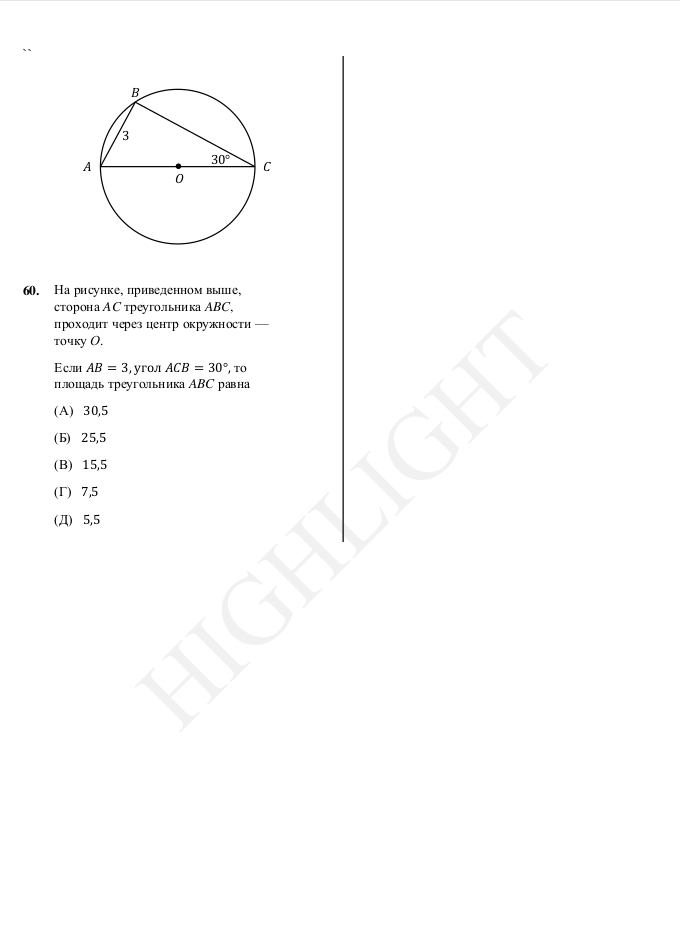 ``
B
3
A
30°
C
O
60. На рисунке, приведенном выше,
сторона AC треугольника ABC,
проходит через центр окружности —
точку O.
Если AB = 3, угол ACB = 30°, то
площадь треугольника ABC равна
(А) 30,5
(Б) 25,5
(В) 15,5
(Г) 7,5
(Д) 5,5
HIGHLIGHT